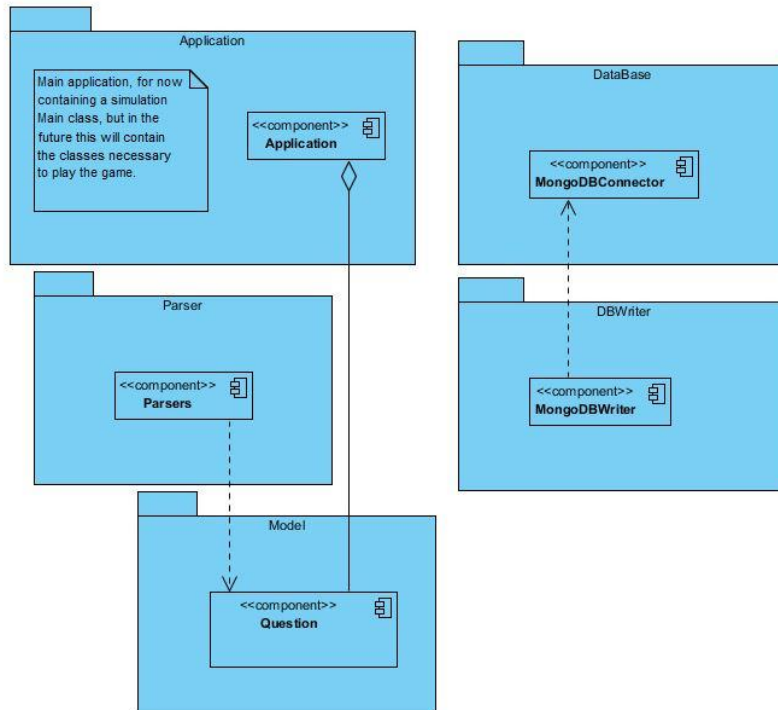 Application
Main application, for now
containing a simulation
Main class, but in the
future this will contain
the classes necessary
to play the game.
<<component>>
Application
DataBase
<<component>>
MongoDBConnector
Parser
<<component>>
Parsers
DBWriter
<<component>>
MongoDBWriter
Model
<<component>>
Question